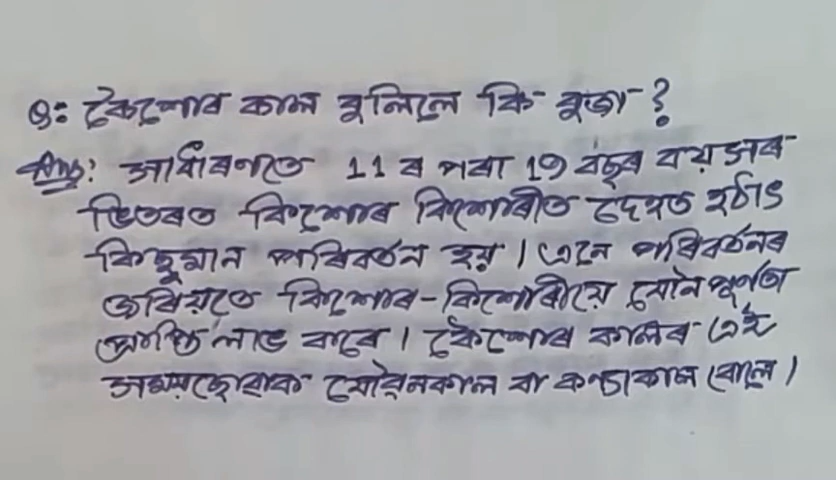 Q: কৈশোৰ কাল বুলিলে কি বুজা ?
Ans: সাধাৰণতে 11 ৰ পৰা 19 বছৰ বয়সৰ
ভিতৰত কিশোৰ কিশোৰীত দেহত হঠাৎ
কিছুমান পৰিবৰ্তন হয় । এনে পৰিবৰ্তনৰ
জৰিয়তে কিশোৰ-কিশোৰীয়ে যৌন পূৰ্ণতা
প্ৰাপ্তি লাভ কৰে । কৈশোৰ কালৰ এই
সময়ছোৱাক যৌৱনকাল বা বোলে ।